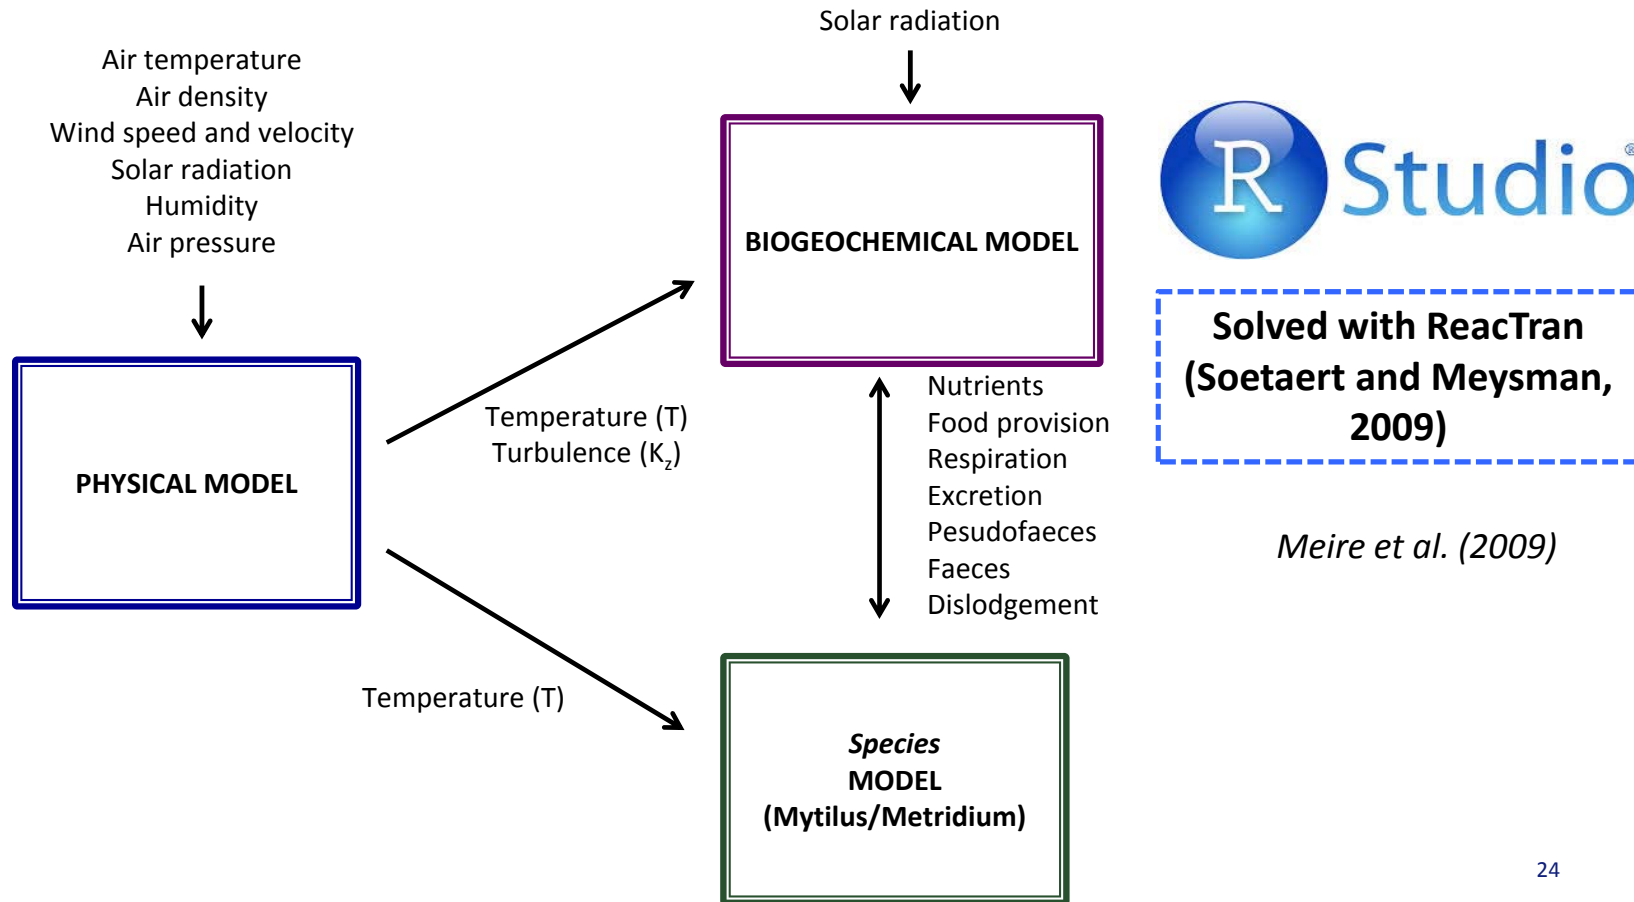 Solar radiation
Air temperature
Air density
Wind speed and velocity
Solar radiation
Humidity
Air pressure
BIOGEOCHEMICAL MODEL
R Studio®
Solved with ReacTran
(Soetaert and Meysman,
2009)
Meire et al. (2009)
PHYSICAL MODEL
Temperature (T)
Turbulence (Kz)
Nutrients
Food provision
Respiration
Excretion
Pesudofaeces
Faeces
Dislodgement
Temperature (T)
Species
MODEL
(Mytilus/Metridium)
24